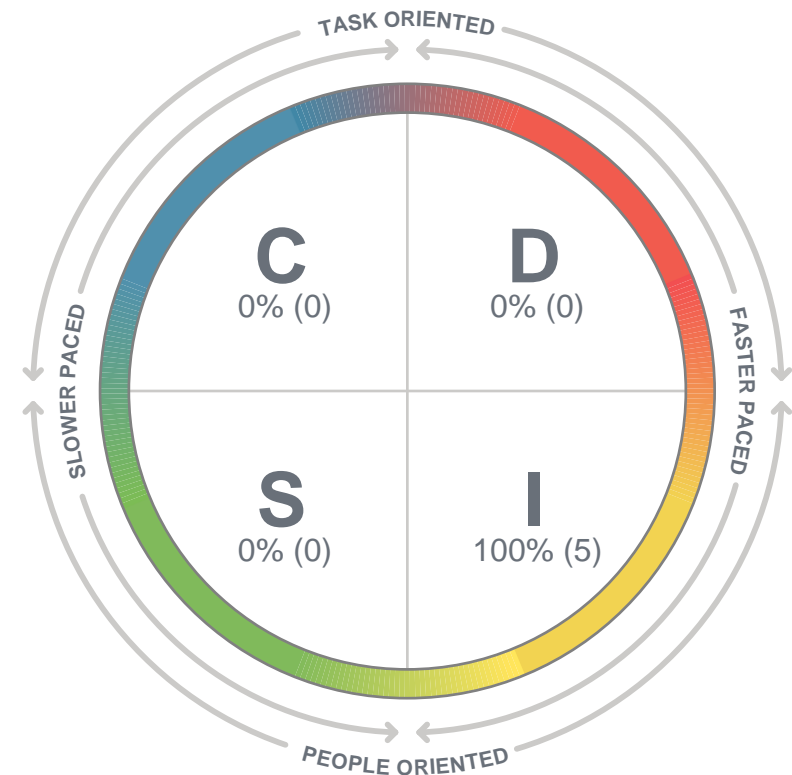 TASK ORIENTED
C
0% (0)
D
0% (0)
SLOWER PACED
FASTER PACED
S
0% (0)
I
100% (5)
PEOPLE ORIENTED